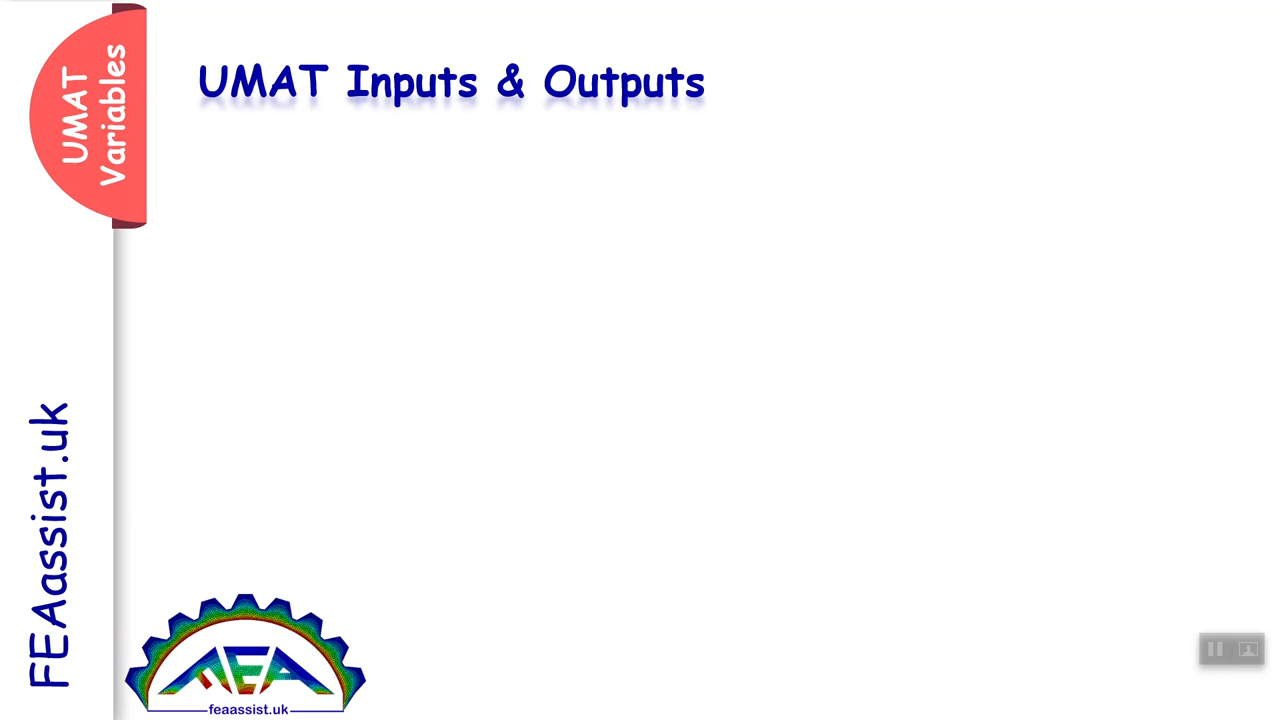 UMAT
Variables
UMAT Inputs & Outputs
FEAassist.uk
FEA
feaassist.uk